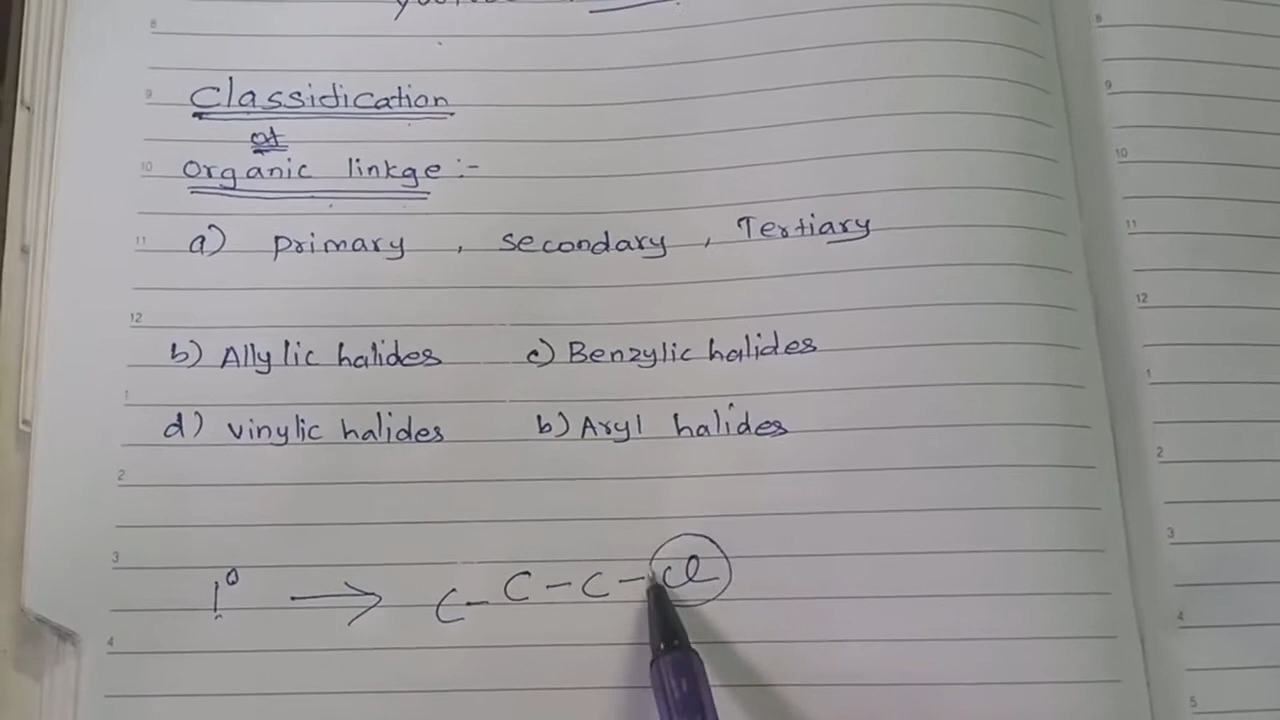 Classidication
of
organic linkge :-
a) primary , secondary , Tertiary
b) Allylic halides c) Benzylic halides
d) vinylic halides b) Aryl halides
1° → C - C - C - Cl